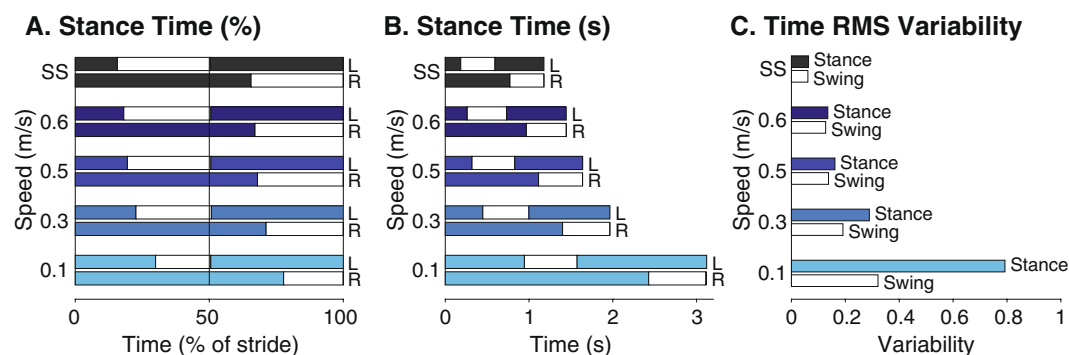 A. Stance Time (%)
Speed (m/s)
SS
0.6
0.5
0.3
0.1
L
R
L
R
L
R
L
R
L
R
0 50 100
Time (% of stride)
B. Stance Time (s)
Speed (m/s)
SS
0.6
0.5
0.3
0.1
L
R
L
R
L
R
L
R
L
R
0 1 2 3
Time (s)
C. Time RMS Variability
Speed (m/s)
SS
0.6
0.5
0.3
0.1
Stance
Swing
Stance
Swing
Stance
Swing
Stance
Swing
Stance
Swing
0 0.2 0.4 0.6 0.8 1
Variability